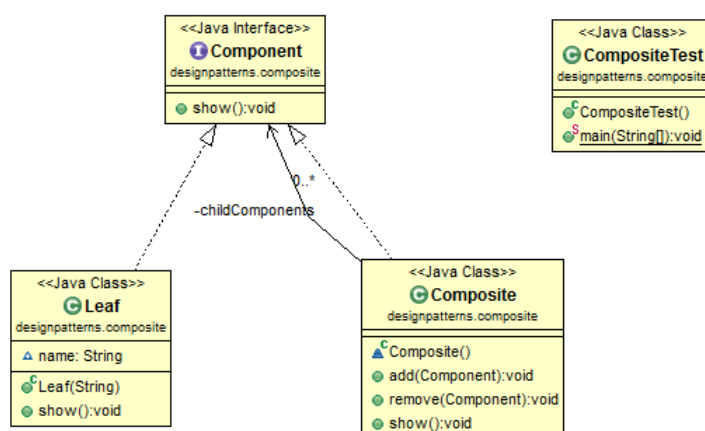 <<Java Interface>>
Component
designpatterns.composite
show():void
<<Java Class>>
CompositeTest
designpatterns.composite
CompositeTest()
main(String[]):void
0..*
-childComponents
<<Java Class>>
Leaf
designpatterns.composite
name: String
Leaf(String)
show():void
<<Java Class>>
Composite
designpatterns.composite
Composite()
add(Component):void
remove(Component):void
show():void